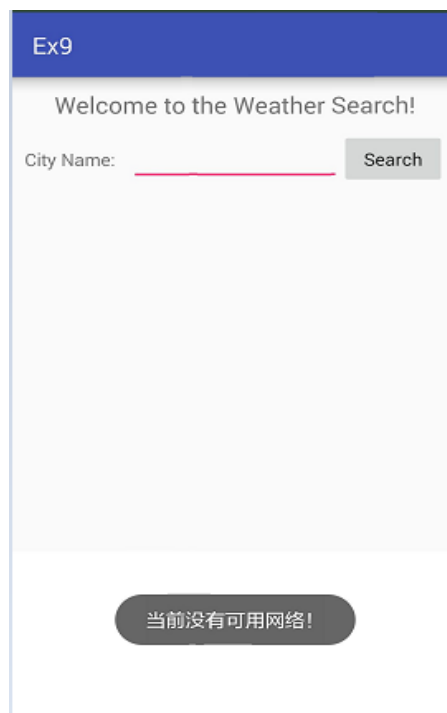 Ex9
Welcome to the Weather Search!
City Name: Search
当前没有可用网络！